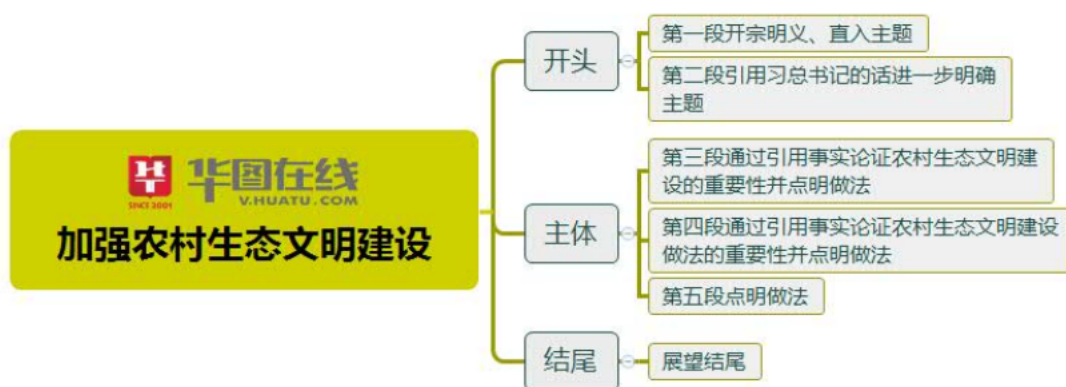 开头
第一段开宗明义、直入主题
第二段引用习总书记的话进一步明确
主题
华图在线
V.HUATU.COM
SINCE 2001
加强农村生态文明建设
主体
第三段通过引用事实论证农村生态文明建
设的重要性并点明做法
第四段通过引用事实论证农村生态文明建设
做法的重要性并点明做法
第五段点明做法
结尾
展望结尾